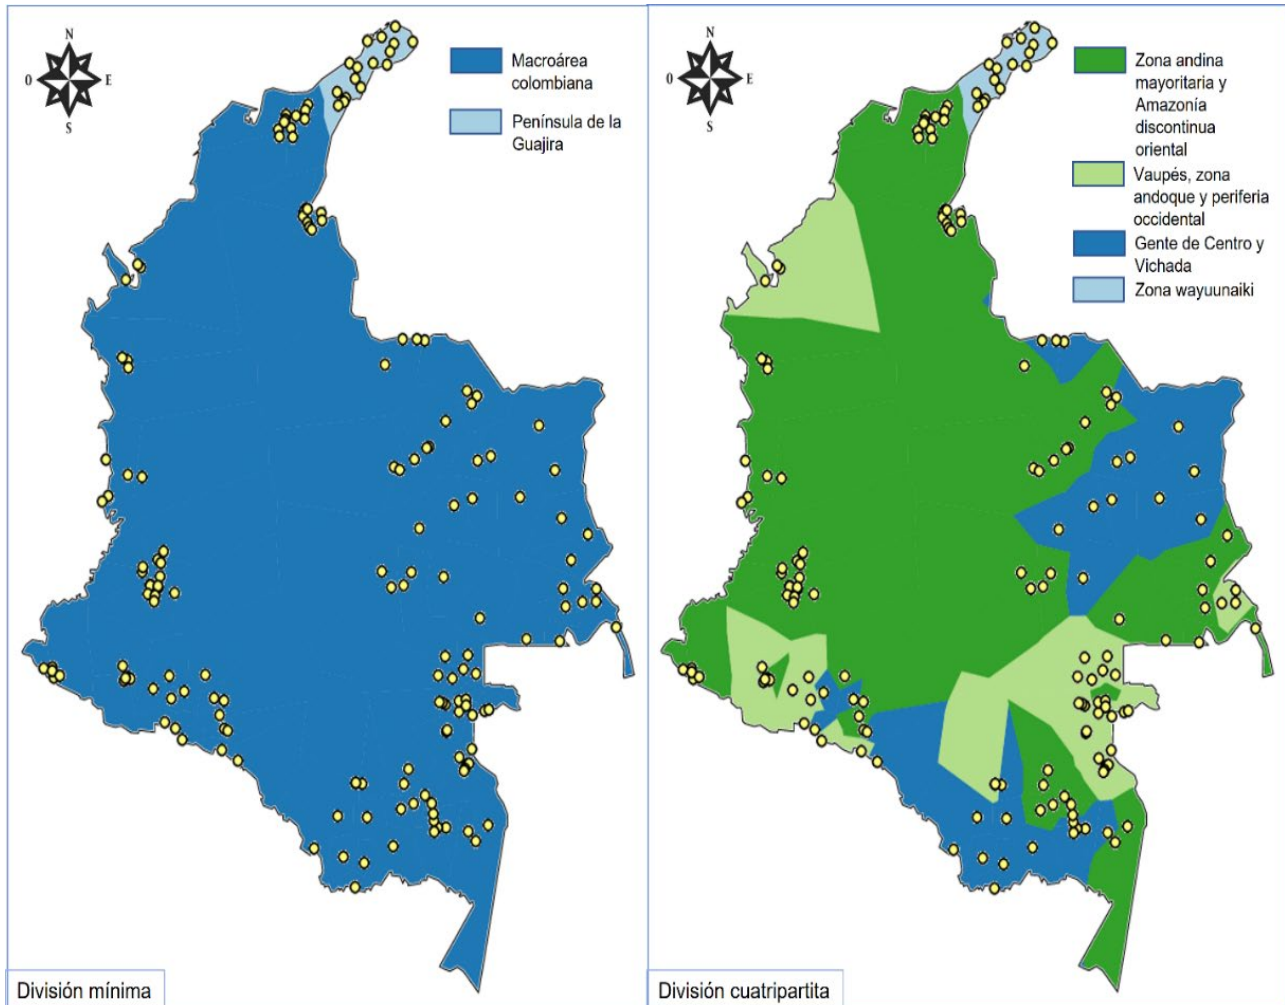 N
O
E
S
Macroárea
colombiana
Península de la
Guajira
División mínima
N
O
E
S
Zona andina
mayoritaria y
Amazonía
discontinua
oriental
Vaupés, zona
andoque y periferia
occidental
Gente de Centro y
Vichada
Zona wayuunaiki
División cuatripartita